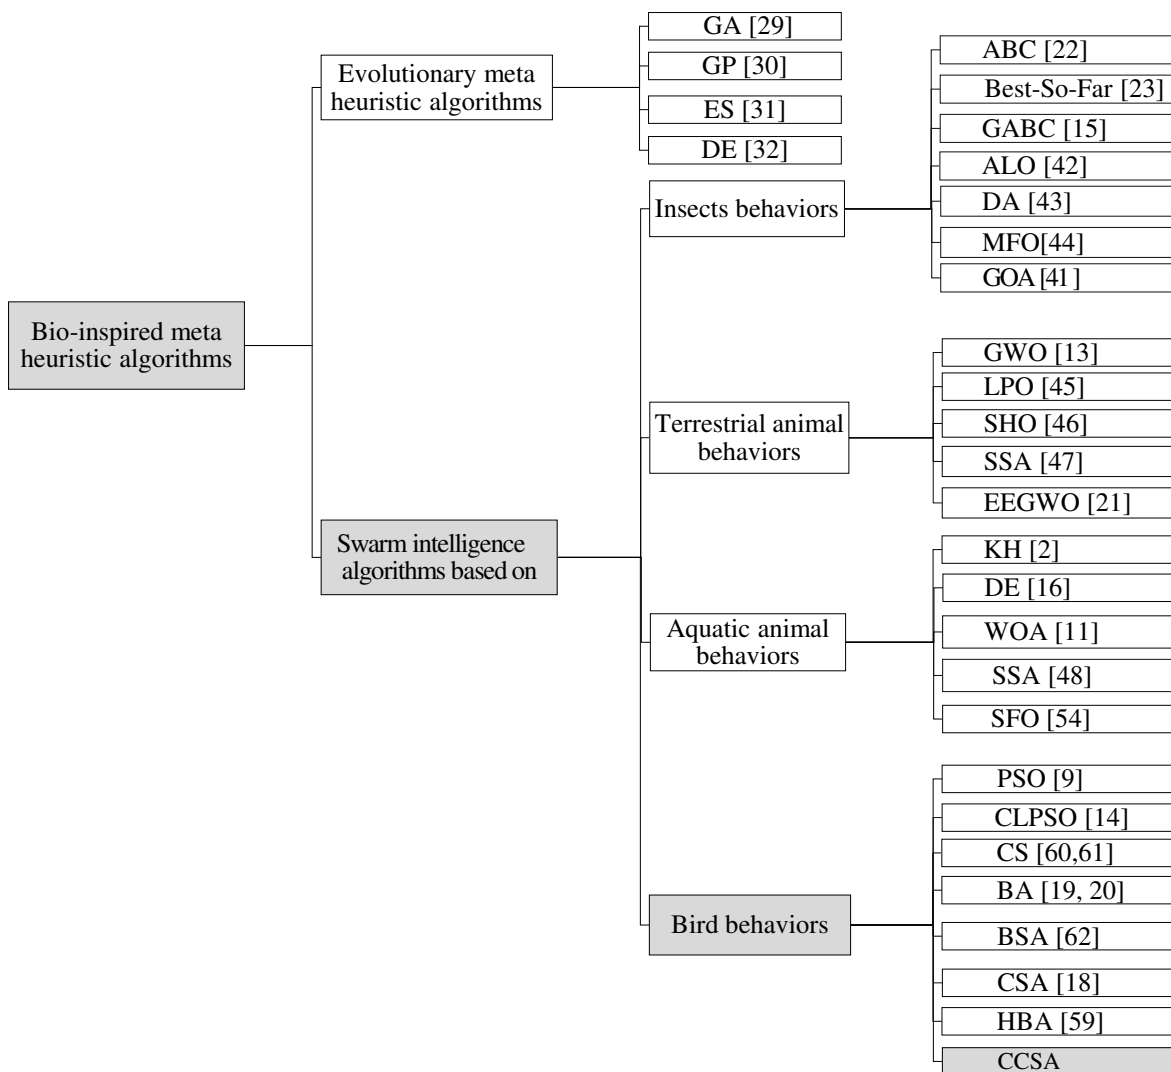 Bio-inspired meta
heuristic algorithms
Evolutionary meta
heuristic algorithms
GA [29]
GP [30]
ES [31]
DE [32]
Swarm intelligence
algorithms based on
Insects behaviors
ABC [22]
Best-So-Far [23]
GABC [15]
ALO [42]
DA [43]
MFO[44]
GOA [41]
Terrestrial animal
behaviors
GWO [13]
LPO [45]
SHO [46]
SSA [47]
EEGWO [21]
Aquatic animal
behaviors
KH [2]
DE [16]
WOA [11]
SSA [48]
SFO [54]
Bird behaviors
PSO [9]
CLPSO [14]
CS [60,61]
BA [19, 20]
BSA [62]
CSA [18]
HBA [59]
CCSA